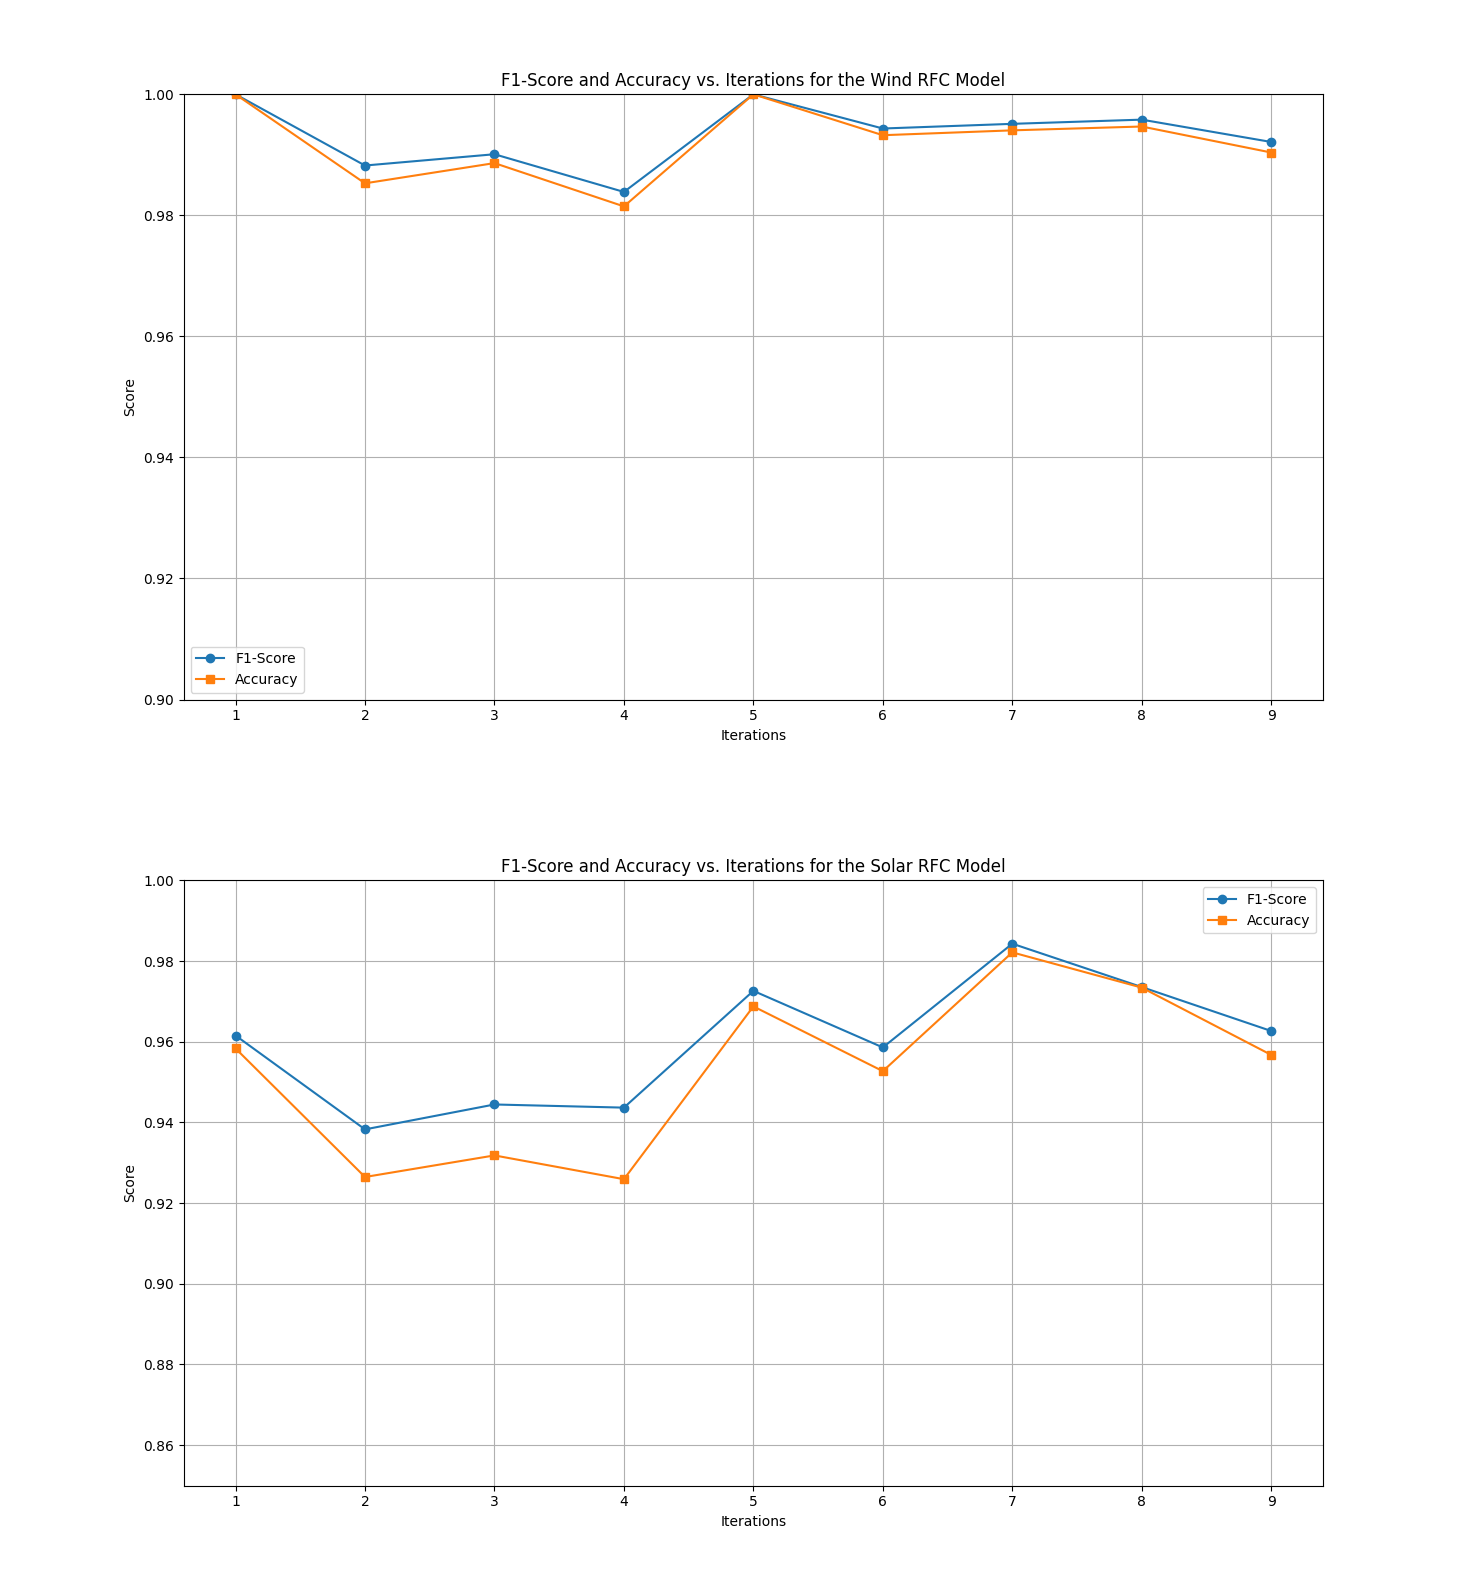 F1-Score and Accuracy vs. Iterations for the Wind RFC Model
1.00
0.98
0.96
0.94
0.92
0.90
Score
F1-Score
Accuracy
1 2 3 4 5 6 7 8 9
Iterations
F1-Score and Accuracy vs. Iterations for the Solar RFC Model
1.00
0.98
0.96
0.94
0.92
0.90
0.88
0.86
Score
F1-Score
Accuracy
1 2 3 4 5 6 7 8 9
Iterations